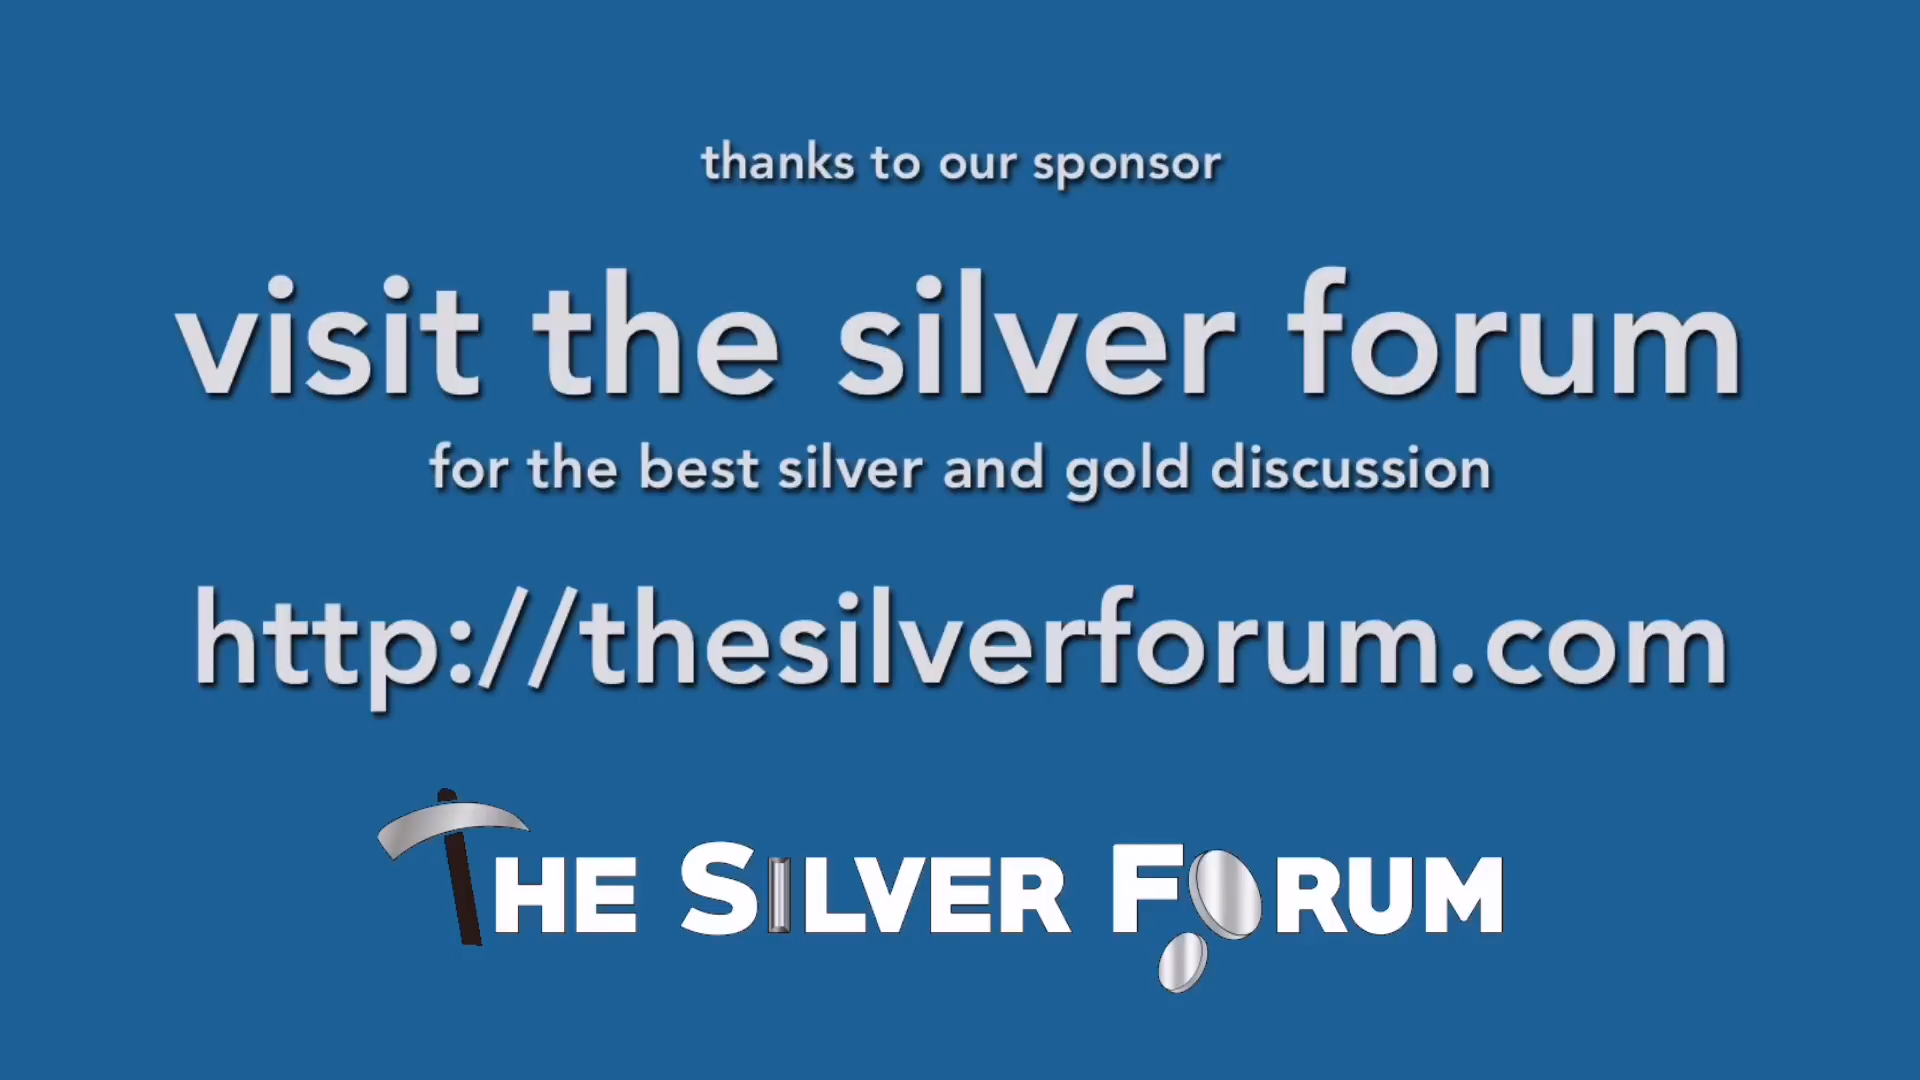 thanks to our sponsor
visit the silver forum
for the best silver and gold discussion
http://thesilverforum.com
THE SILVER FORUM